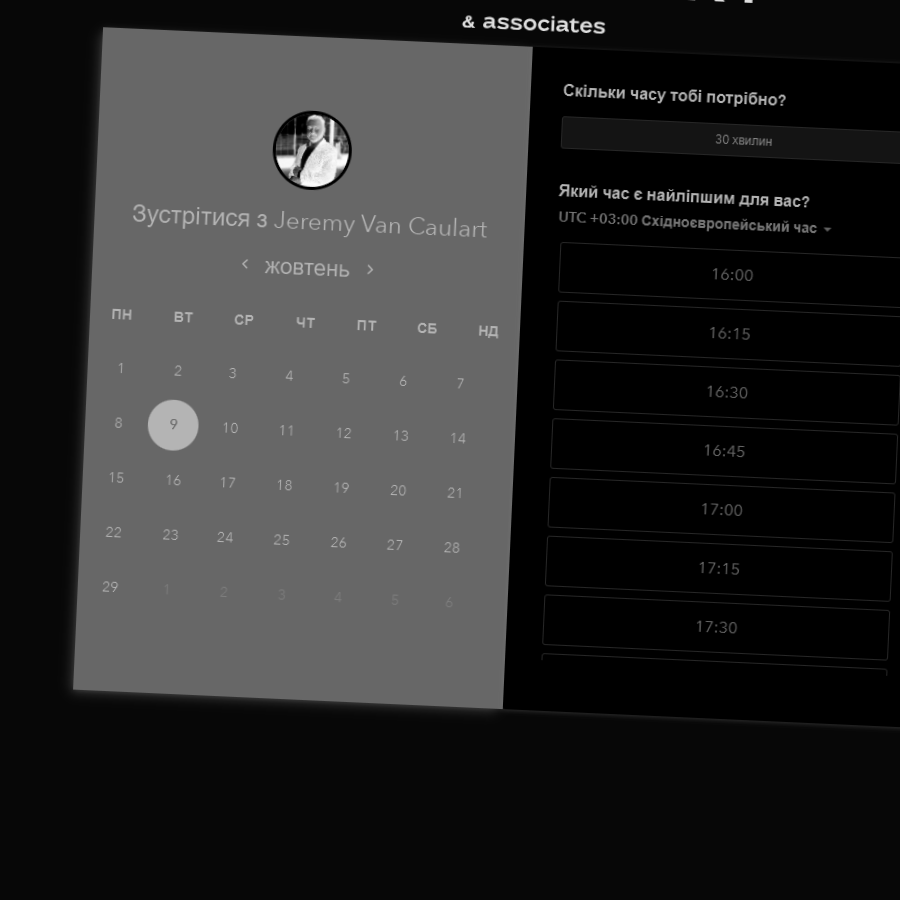 & associates
Зустрітися з Jeremy Van Caulart
жовтень
ПН ВТ СР ЧТ ПТ СБ НД
1 2 3 4 5 6 7
8 9 10 11 12 13 14
15 16 17 18 19 20 21
22 23 24 25 26 27 28
29 1 2 3 4 5 6
Скільки часу тобі потрібно?
30 хвилин
Який час є найліпшим для вас?
UTC +03:00 Східноєвропейський час
16:00
16:15
16:30
16:45
17:00
17:15
17:30